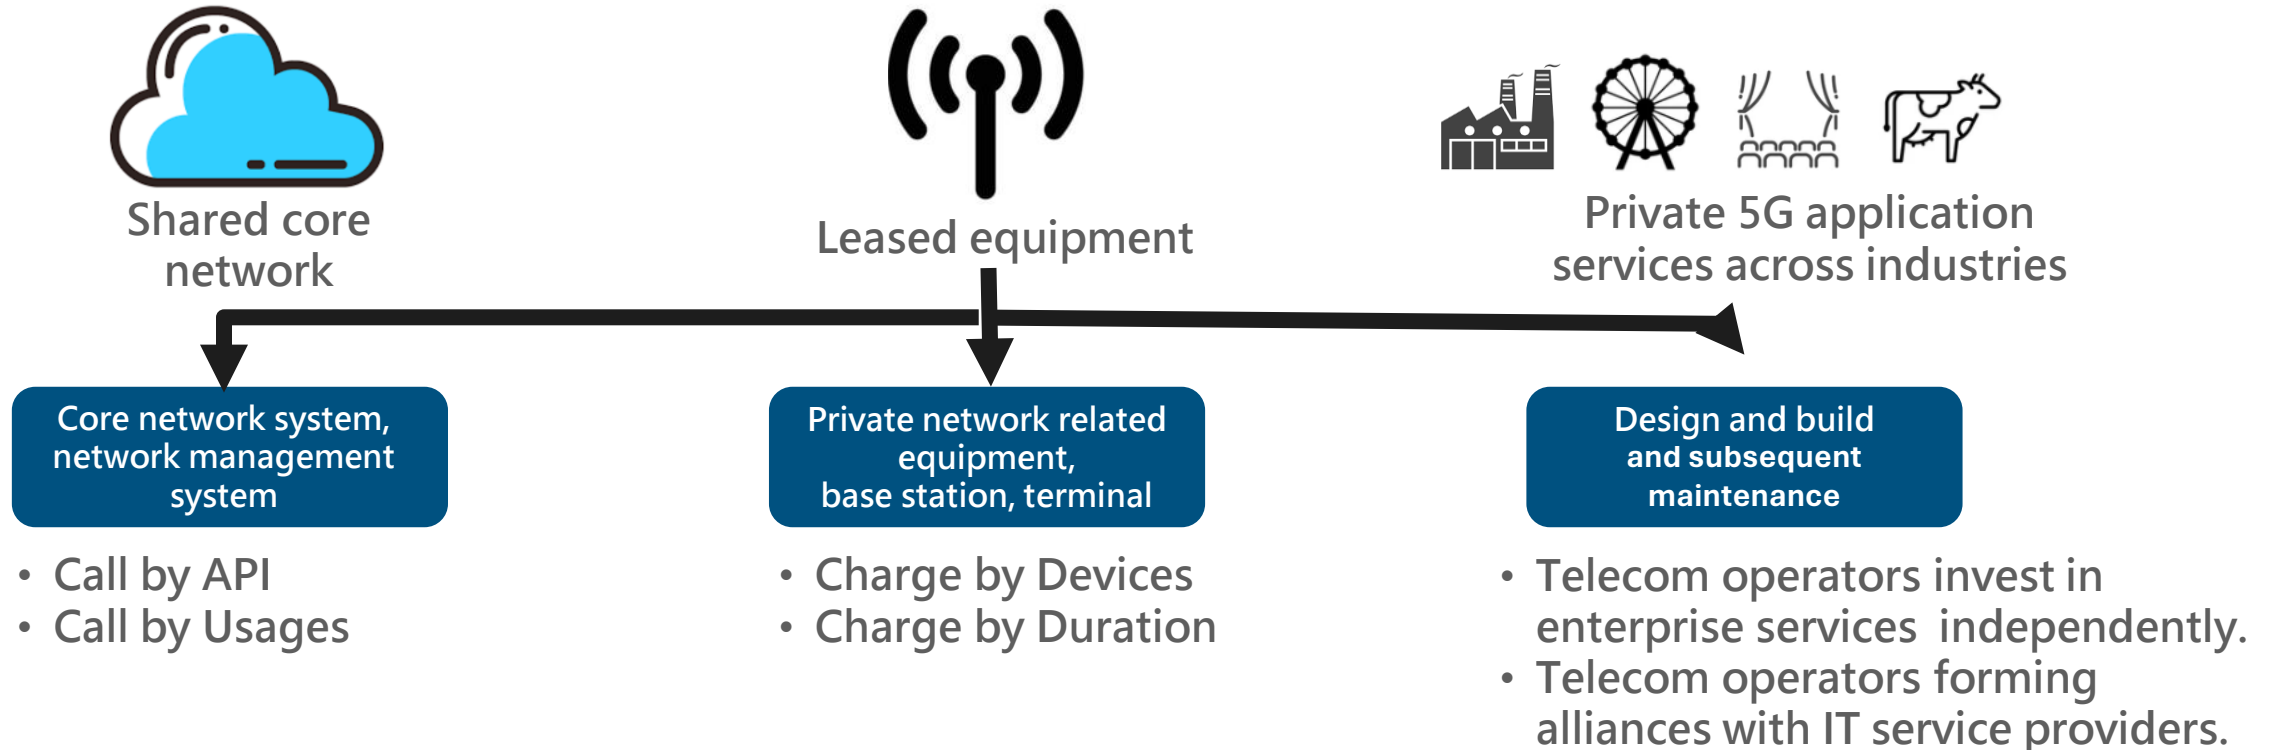 Shared core
network
Leased equipment
Private 5G application
services across industries
Core network system,
network management
system
Private network related
equipment,
base station, terminal
Design and build
and subsequent
maintenance
• Call by API
• Call by Usages
• Charge by Devices
• Charge by Duration
• Telecom operators invest in
enterprise services  independently.
• Telecom operators forming
alliances with IT service providers.